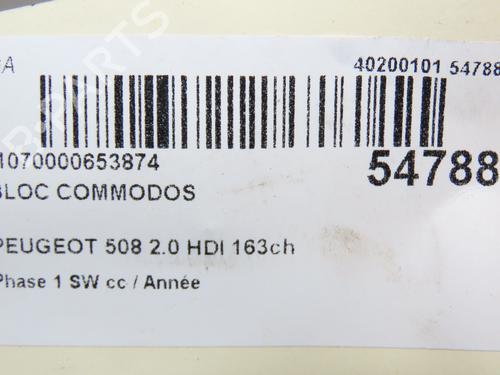 40200101 54788
1070000653874
54788
BLOC COMMODOS
PEUGEOT 508 2.0 HDI 163ch
Phase 1 SW cc / Année